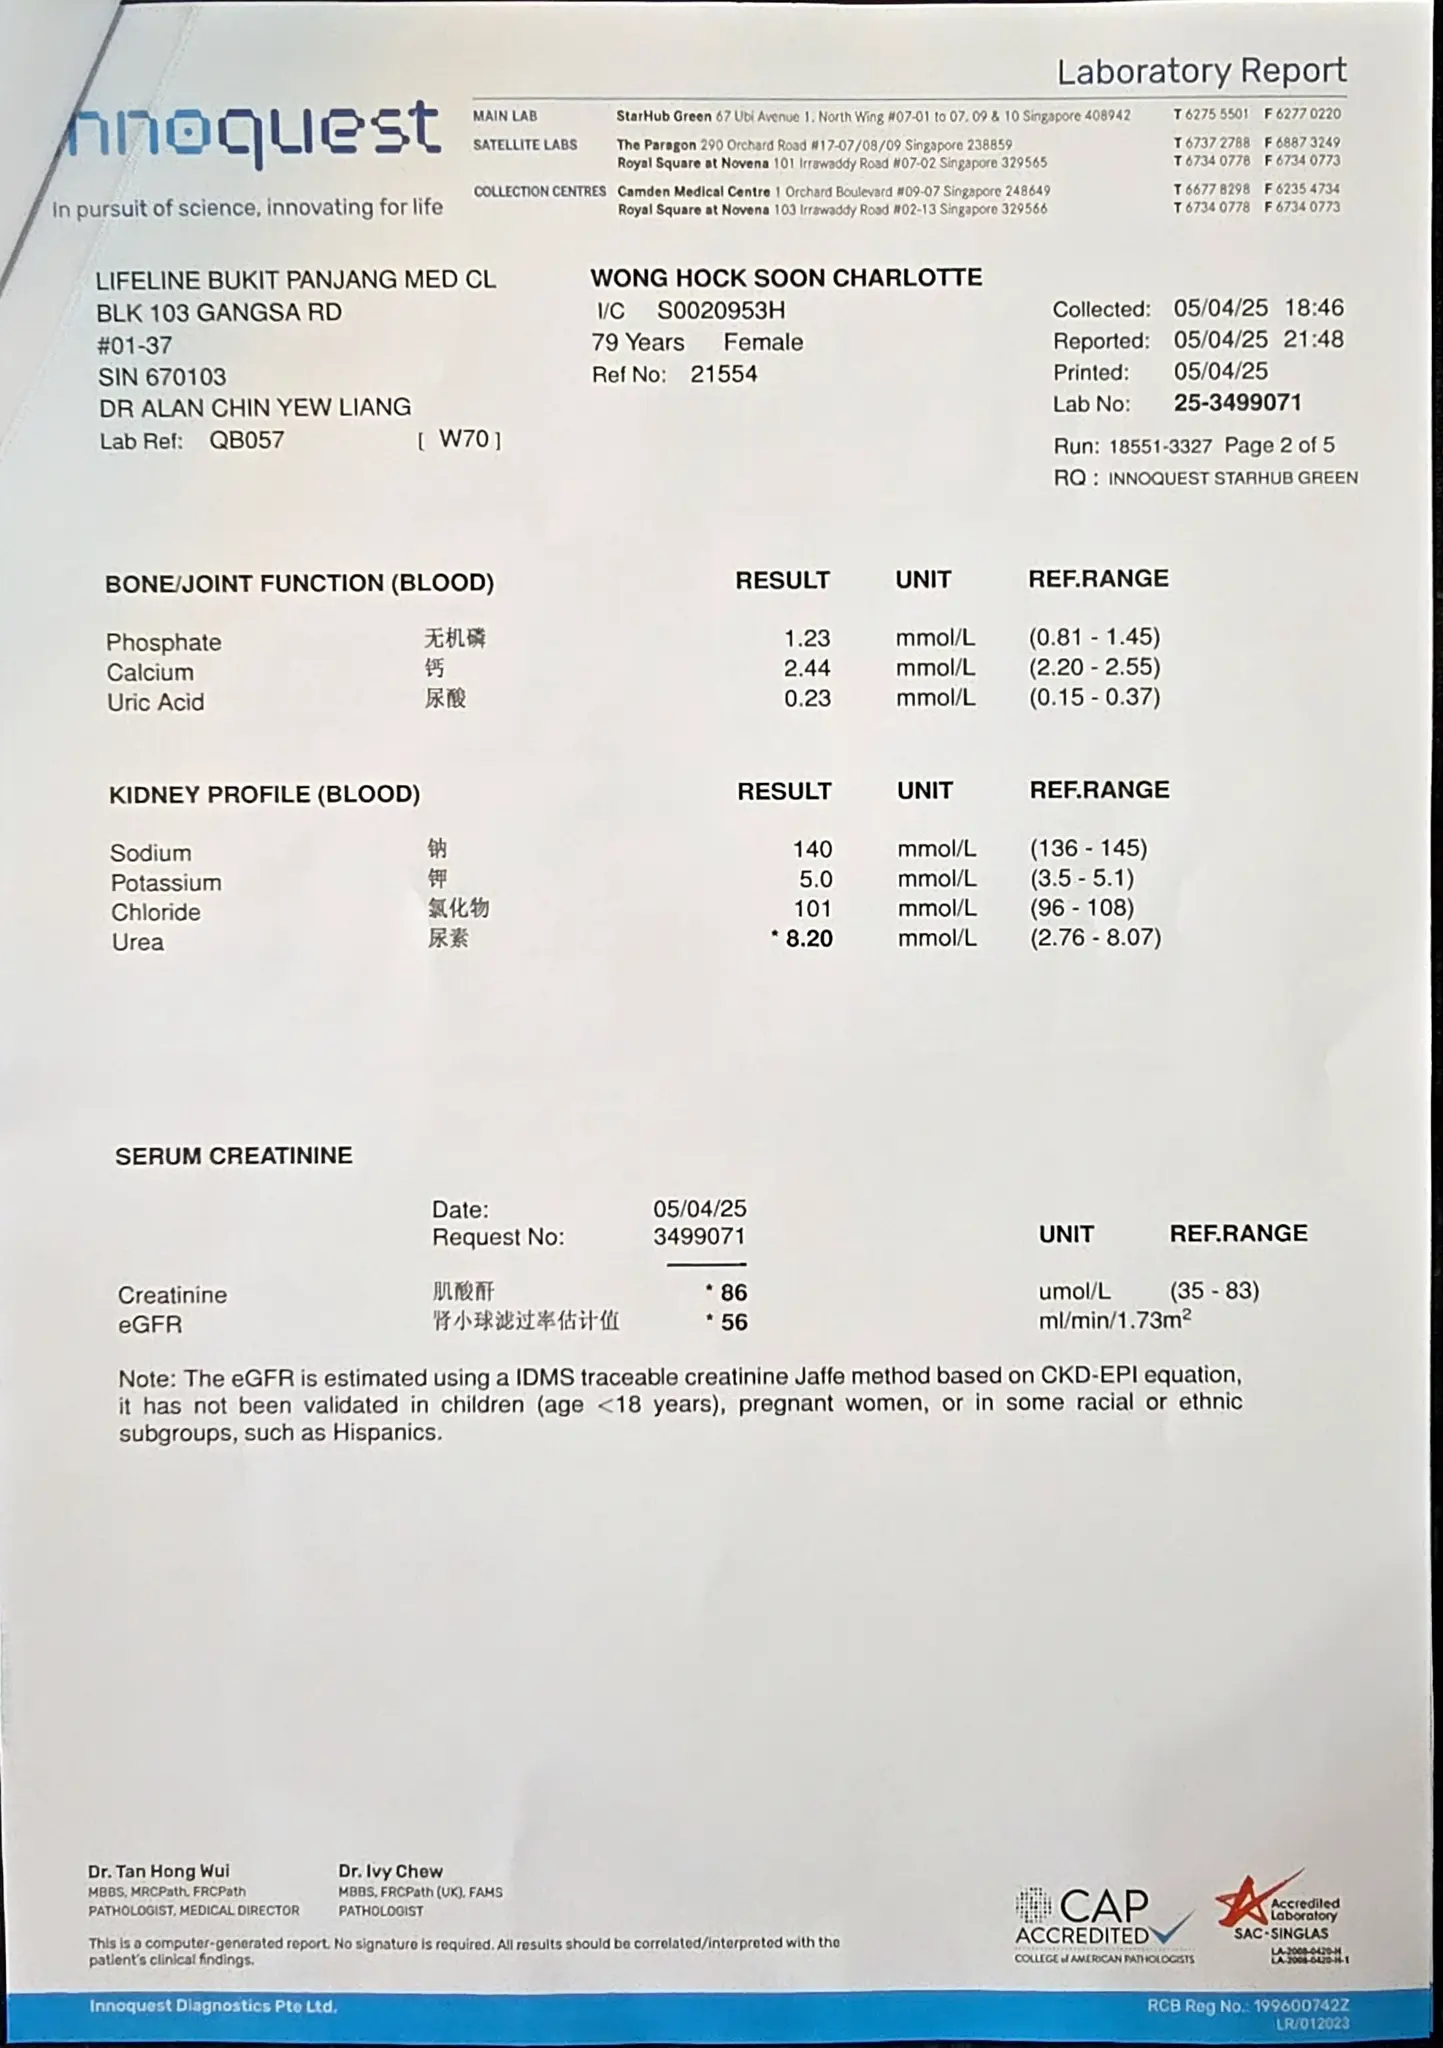 Laboratory Report
innoquest
In pursuit of science, innovating for life
MAIN LAB StarHub Green 67 Ubi Avenue 1, North Wing #07-01 to 07, 09 & 10 Singapore 408942 T 6275 5501 F 6277 0220
SATELLITE LABS The Paragon 290 Orchard Road #17-07/08/09 Singapore 238859 T 6737 2788 F 6887 3249
Royal Square at Novena 101 Irrawaddy Road #07-02 Singapore 329565 T 6734 0778 F 6734 0773
COLLECTION CENTRES Camden Medical Centre 1 Orchard Boulevard #09-07 Singapore 248649 T 6677 8298 F 6235 4734
Royal Square at Novena 103 Irrawaddy Road #02-13 Singapore 329566 T 6734 0778 F 6734 0773
LIFELINE BUKIT PANJANG MED CL
BLK 103 GANGSA RD
#01-37
SIN 670103
DR ALAN CHIN YEW LIANG
Lab Ref: QB057 [ W70 ]
WONG HOCK SOON CHARLOTTE
I/C S0020953H
79 Years Female
Ref No: 21554
Collected: 05/04/25 18:46
Reported: 05/04/25 21:48
Printed: 05/04/25
Lab No: 25-3499071
Run: 18551-3327 Page 2 of 5
RQ : INNOQUEST STARHUB GREEN
BONE/JOINT FUNCTION (BLOOD) RESULT UNIT REF.RANGE
Phosphate 无机磷 1.23 mmol/L (0.81 - 1.45)
Calcium 钙 2.44 mmol/L (2.20 - 2.55)
Uric Acid 尿酸 0.23 mmol/L (0.15 - 0.37)
KIDNEY PROFILE (BLOOD) RESULT UNIT REF.RANGE
Sodium 钠 140 mmol/L (136 - 145)
Potassium 钾 5.0 mmol/L (3.5 - 5.1)
Chloride 氯化物 101 mmol/L (96 - 108)
Urea 尿素 * 8.20 mmol/L (2.76 - 8.07)
SERUM CREATININE
Date: 05/04/25
Request No: 3499071 UNIT REF.RANGE
Creatinine 肌酸酐 * 86 umol/L (35 - 83)
eGFR 肾小球滤过率估计值 * 56 ml/min/1.73m²
Note: The eGFR is estimated using a IDMS traceable creatinine Jaffe method based on CKD-EPI equation,
it has not been validated in children (age <18 years), pregnant women, or in some racial or ethnic
subgroups, such as Hispanics.
Dr. Tan Hong Wui
MBBS, MRCPath, FRCPath
PATHOLOGIST, MEDICAL DIRECTOR
Dr. Ivy Chew
MBBS, FRCPath (UK), FAMS
PATHOLOGIST
This is a computer-generated report. No signature is required. All results should be correlated/interpreted with the
patient's clinical findings.
CAP
ACCREDITED
COLLEGE of AMERICAN PATHOLOGISTS
Accredited
Laboratory
SAC-SINGLAS
LA-2008-0420-H
LA-2008-0420-H-1
Innoquest Diagnostics Pte Ltd.
RCB Reg No.: 199600742Z
LR/012023